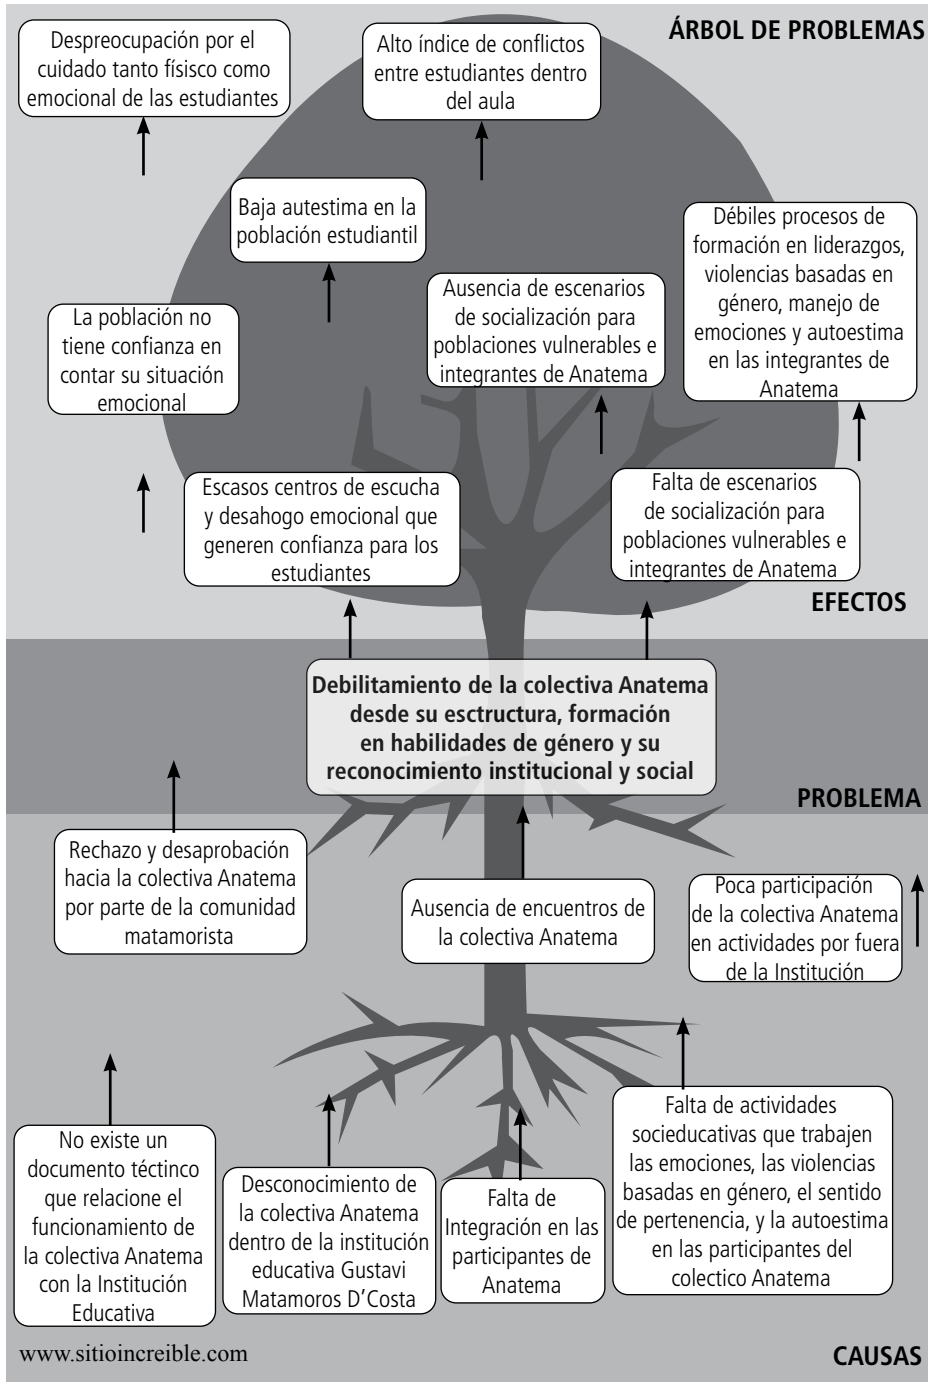 ÁRBOL DE PROBLEMAS
Despreocupación por el
cuidado tanto físisco como
emocional de las estudiantes
Alto índice de conflictos
entre estudiantes dentro
del aula
Baja autestima en la
población estudiantil
Débiles procesos de
formación en liderazgos,
violencias basadas en
género, manejo de
emociones y autoestima
en las integrantes de
Anatema
La población no
tiene confianza en
contar su situación
emocional
Ausencia de escenarios
de socialización para
poblaciones vulnerables e
integrantes de Anatema
Escasos centros de escucha
y desahogo emocional que
generen confianza para los
estudiantes
Falta de escenarios
de socialización para
poblaciones vulnerables e
integrantes de Anatema
EFECTOS
Debilitamiento de la colectiva Anatema
desde su esctructura, formación
en habilidades de género y su
reconocimiento institucional y social
PROBLEMA
Rechazo y desaprobación
hacia la colectiva Anatema
por parte de la comunidad
matamorista
Ausencia de encuentros de
la colectiva Anatema
Poca participación
de la colectiva Anatema
en actividades por fuera
de la Institución
No existe un
documento téctinco
que relacione el
funcionamiento de
la colectiva Anatema
con la Institución
Educativa
Desconocimiento de
la colectiva Anatema
dentro de la institución
educativa Gustavi
Matamoros D’Costa
Falta de
Integración en las
participantes de
Anatema
Falta de actividades
socieducativas que trabajen
las emociones, las violencias
basadas en género, el sentido
de pertenencia, y la autoestima
en las participantes del
colectico Anatema
www.sitioincreible.com
CAUSAS